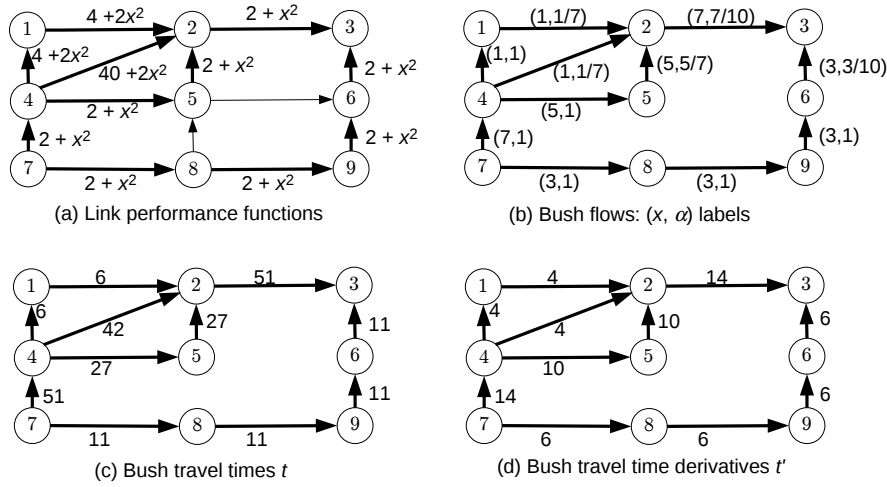 4 +2x² 2 + x²
1 2 3
4 +2x² 40 +2x² 2 + x² 2 + x²
4 5 6
2 + x²
2 + x² 2 + x²
7 8 9
2 + x² 2 + x²
(a) Link performance functions
(1,1/7) (7,7/10)
1 2 3
(1,1) (1,1/7) (5,5/7) (3,3/10)
4 5 6
(5,1)
(7,1) (3,1)
7 8 9
(3,1) (3,1)
(b) Bush flows: (x, α) labels
6 51
1 2 3
6 42 27 11
4 5 6
27
51 11
7 8 9
11 11
(c) Bush travel times t
4 14
1 2 3
4 4 10 6
4 5 6
10
14 6
7 8 9
6 6
(d) Bush travel time derivatives t'